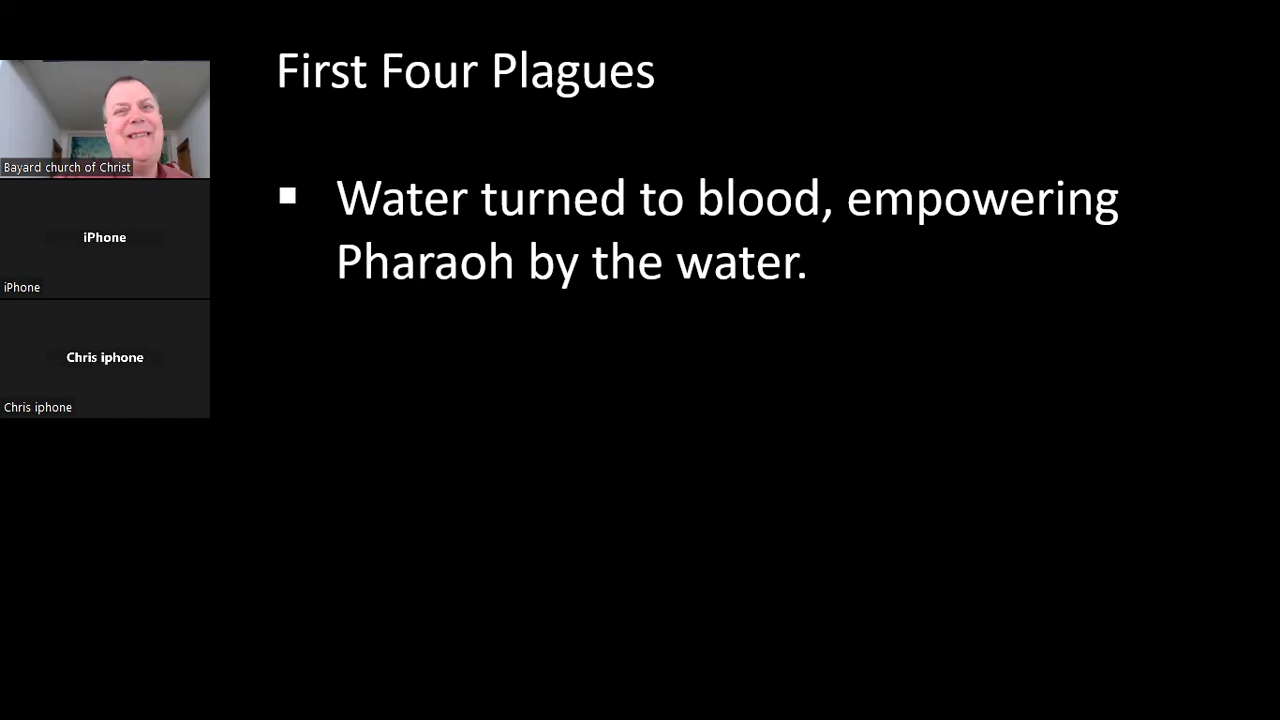 First Four Plagues
▪ Water turned to blood, empowering
Pharaoh by the water.
Bayard church of Christ
iPhone
iPhone
Chris iphone
Chris iphone